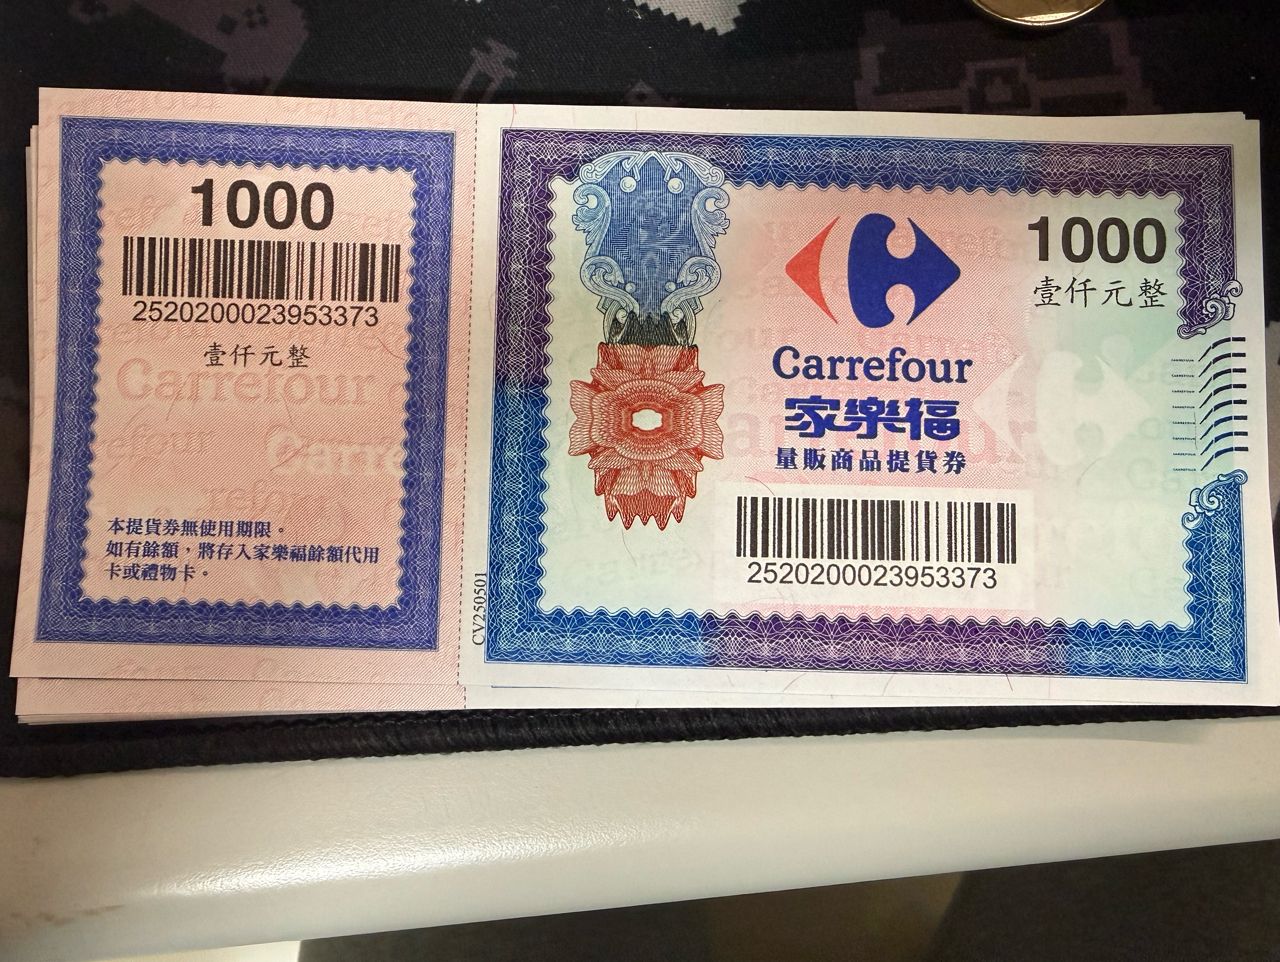 1000
2520200023953373
壹仟元整
Carrefour
本提貨券無使用期限。
如有餘額，將存入家樂福餘額代用
卡或禮物卡。
CV250501
1000
壹仟元整
Carrefour
家樂福
量販商品提貨券
2520200023953373